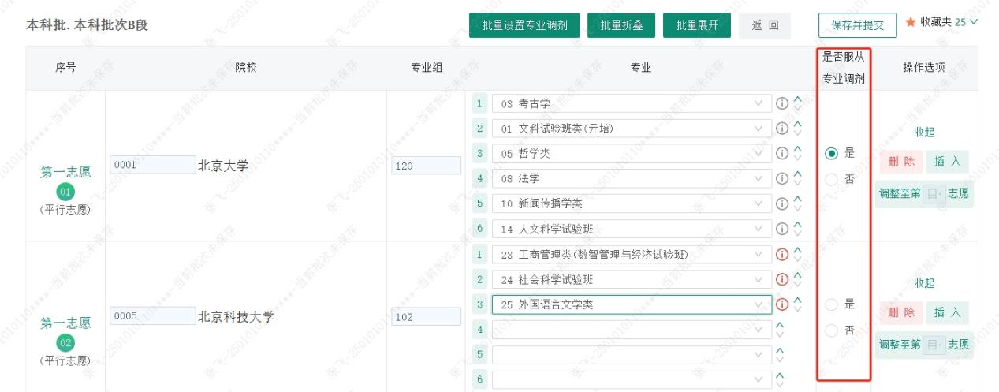 本科批. 本科批次B段
批量设置专业调剂 批量折叠 批量展开 返 回 保存并提交 收藏夹 25
序号 院校 专业组 专业 是否服从 操作选项
专业调剂
第一志愿
01
(平行志愿)
0001 北京大学
120
1 03 考古学
2 01 文科试验班类(元培)
3 05 哲学类
4 08 法学
5 10 新闻传播学类
6 14 人文科学试验班
是
否
收起
删 除 插 入
调整至第 目· 志愿
第一志愿
02
(平行志愿)
0005 北京科技大学
102
1 23 工商管理类(数智管理与经济试验班)
2 24 社会科学试验班
3 25 外国语言文学类
4
5
6
是
否
收起
删 除 插 入
调整至第 目· 志愿